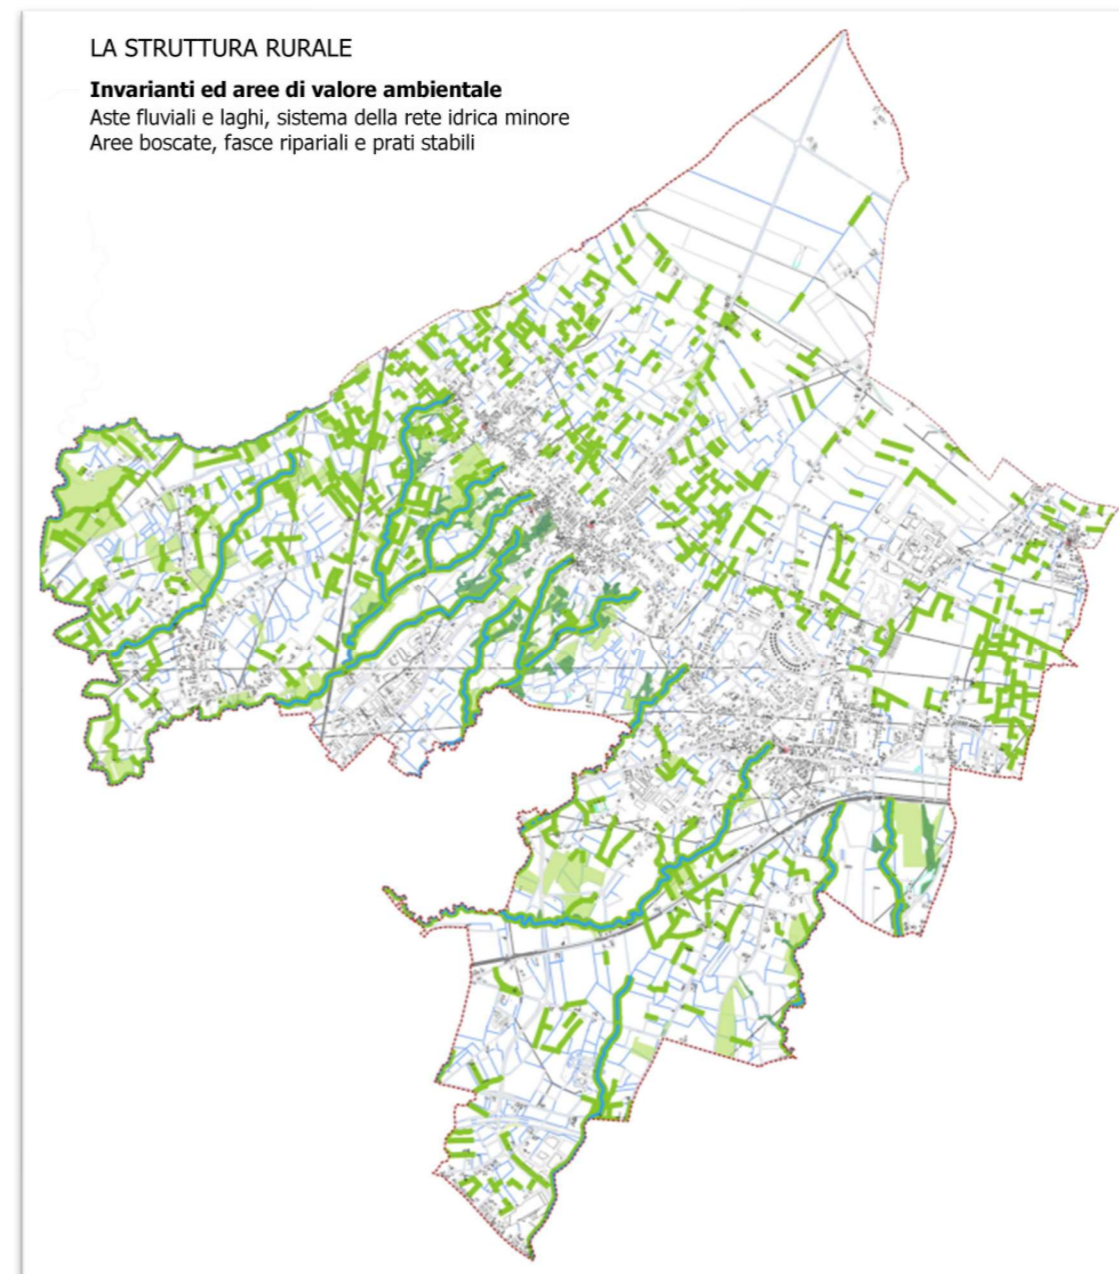 LA STRUTTURA RURALE
Invarianti ed aree di valore ambientale
Aste fluviali e laghi, sistema della rete idrica minore
Aree boscate, fasce ripariali e prati stabili